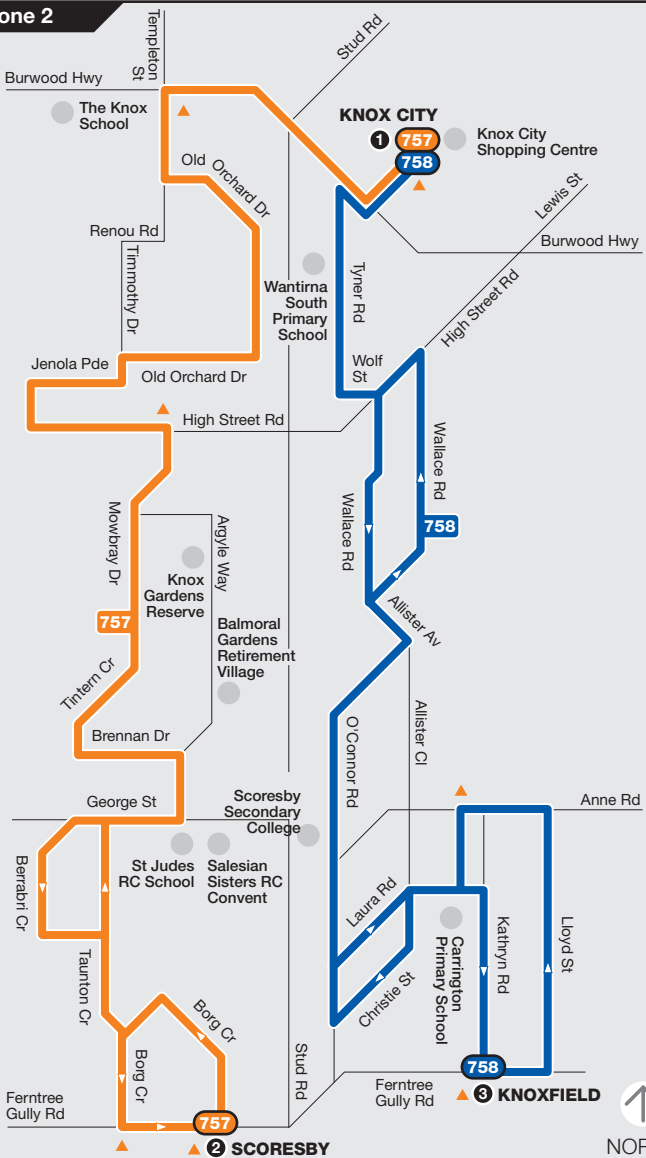 one 2
Templeton
St
Stud Rd
Burwood Hwy
The Knox
School
KNOX CITY
1
757
758
Knox City
Shopping Centre
Old Orchard Dr
Lewis St
Renou Rd
Burwood Hwy
Timmothy Dr
Wantirna
South
Primary
School
Tyner Rd
High Street Rd
Jenola Pde
Old Orchard Dr
Wolf
St
High Street Rd
Wallace Rd
Mowbray Dr
Argyle Way
Wallace Rd
758
Knox
Gardens
Reserve
757
Allister Av
Balmoral
Gardens
Retirement
Village
Tintern Cr
Brennan Dr
O'Connor Rd
Allister Cl
George St
Scoresby
Secondary
College
Anne Rd
St Judes
RC School
Salesian
Sisters RC
Convent
Berrabri Cr
Laura Rd
Taunton Cr
Carrington
Primary School
Kathryn Rd
Lloyd St
Christie St
Borg Cr
Borg Cr
Stud Rd
758
Ferntree
Gully Rd
3 KNOXFIELD
Ferntree
Gully Rd
757
2 SCORESBY
NOR